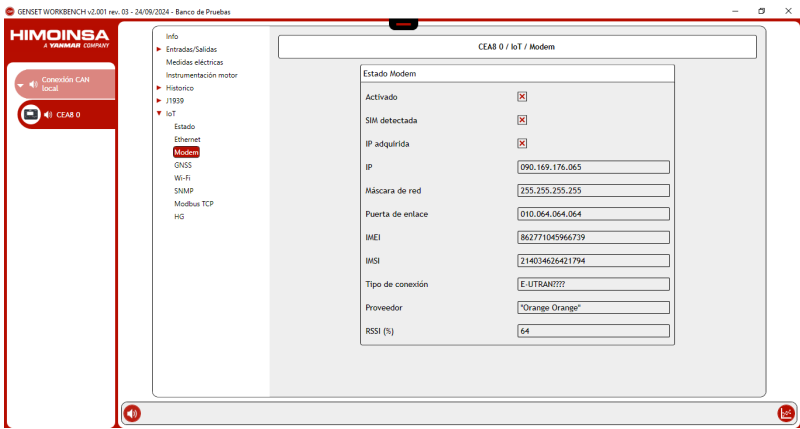 GENSET WORKBENCH v2.001 rev. 03 - 24/09/2024 - Banco de Pruebas
HIMOINSA
A YANMAR COMPANY
Conexión CAN
local
CEA8 0
Info
Entradas/Salidas
Medidas eléctricas
Instrumentación motor
Historico
J1939
IoT
Estado
Ethernet
Modem
GNSS
Wi-Fi
SNMP
Modbus TCP
HG
CEA8 0 / IoT / Modem
Estado Modem
Activado
SIM detectada
IP adquirida
IP 090.169.176.065
Máscara de red 255.255.255.255
Puerta de enlace 010.064.064.064
IMEI 862771045966739
IMSI 214034626421794
Tipo de conexión E-UTRAN????
Proveedor "Orange Orange"
RSSI (%) 64